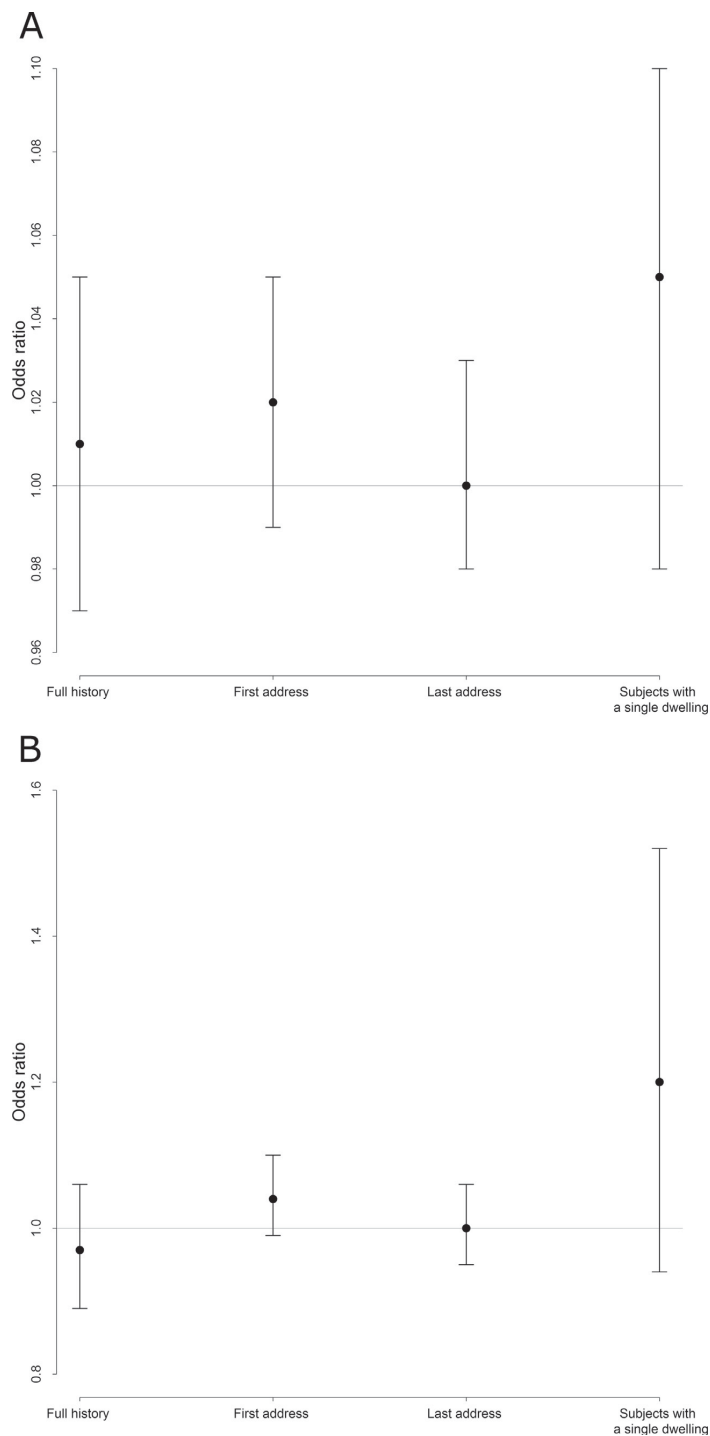 A
1.10
1.08
1.06
1.04
1.02
1.00
0.98
0.96
Odds ratio
Full history
First address
Last address
Subjects with
a single dwelling
B
1.6
1.4
1.2
1.0
0.8
Odds ratio
Full history
First address
Last address
Subjects with
a single dwelling